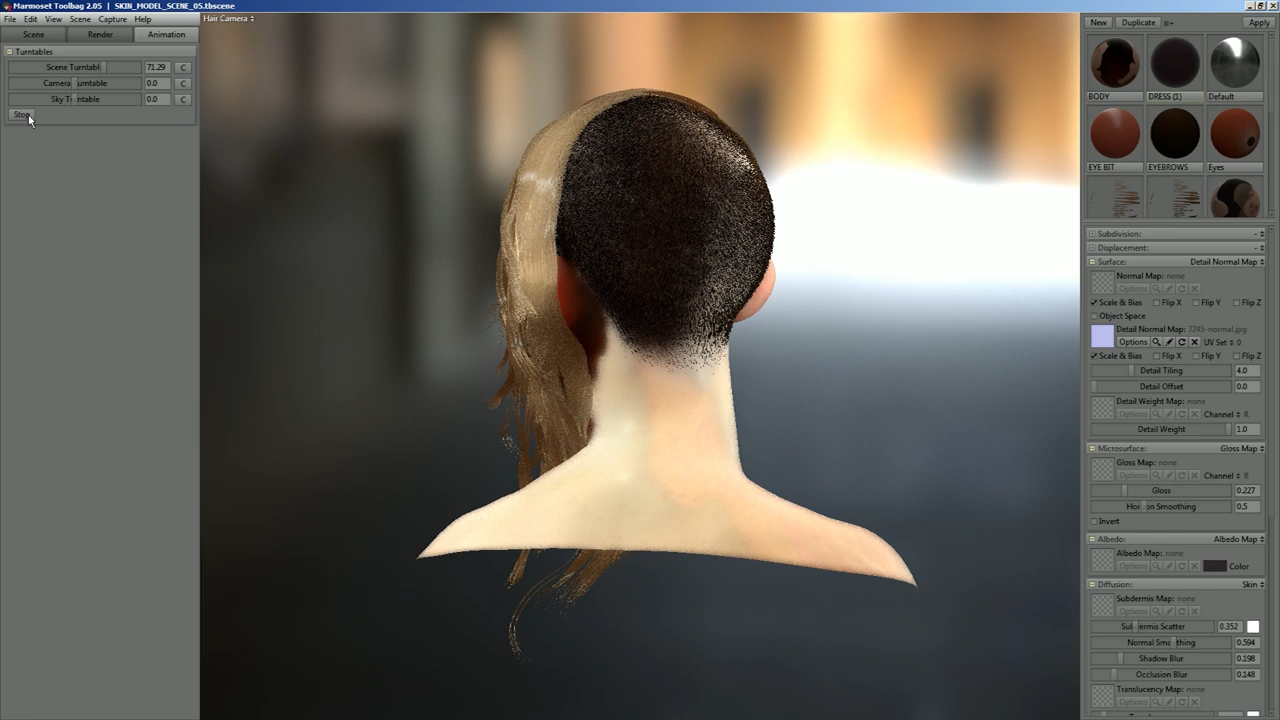 Marmoset Toolbag 2.05 | SKIN_MODEL_SCENE_05.tbscene
File Edit View Scene Capture Help
Scene Render Animation
Turntables
Scene Turntabl 71.29 C
Camera urntable 0.0 C
Sky T ntable 0.0 C
Stop
Hair Camera
New Duplicate Apply
BODY DRESS (1) Default
EYE BIT EYEBROWS Eyes
Subdivision: -
Displacement: -
Surface: Detail Normal Map
Normal Map: none
Options
Scale & Bias Flip X Flip Y Flip Z
Object Space
Detail Normal Map: 7245-normal.jpg
Options UV Set 0
Scale & Bias Flip X Flip Y Flip Z
Detail Tiling 4.0
Detail Offset 0.0
Detail Weight Map: none
Options Channel R
Detail Weight 1.0
Microsurface: Gloss Map
Gloss Map: none
Options Channel R
Gloss 0.227
Hor on Smoothing 0.5
Invert
Albedo: Albedo Map
Albedo Map: none
Options Color
Diffusion: Skin
Subdermis Map: none
Options
Sub ermis Scatter 0.352
Normal Smo thing 0.594
Shadow Blur 0.198
Occlusion Blur 0.148
Translucency Map: none
Options